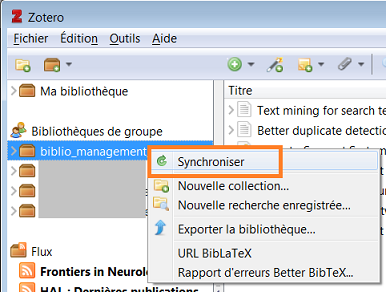 Zotero
Fichier Édition Outils Aide
Ma bibliothèque
Bibliothèques de groupe
biblio_management
Flux
Frontiers in Neurolo
HAL : Dernières publications
Titre
Text mining for search te
Better duplicate detectio
Synchroniser
Nouvelle collection...
Nouvelle recherche enregistrée...
Exporter la bibliothèque...
URL BibLaTeX
Rapport d'erreurs Better BibTeX...